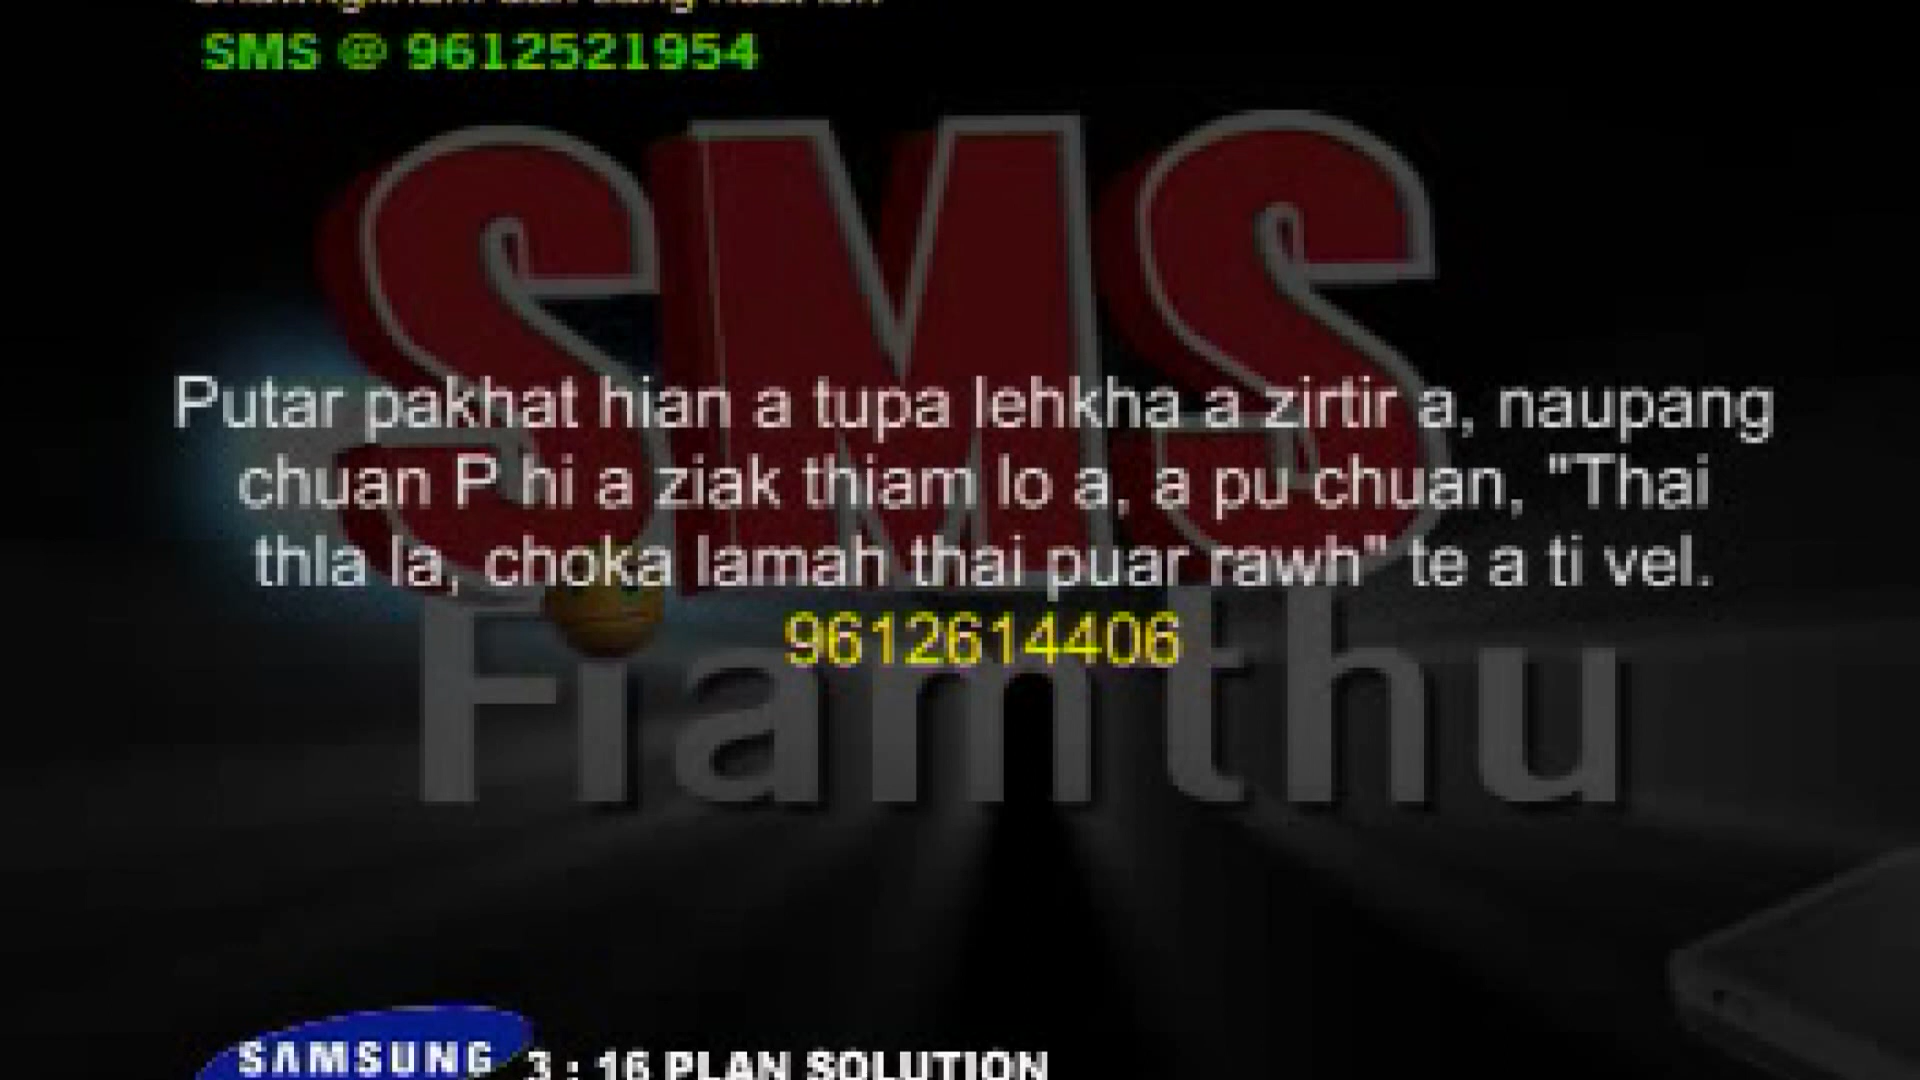 SMS @ 9612521954
SMS
Putar pakhat hian a tupa lehkha a zirtir a, naupang
chuan P hi a ziak thiam lo a, a pu chuan, "Thai
thla la, choka lamah thai puar rawh" te a ti vel.
9612614406
Fiamthu
SAMSUNG 3 : 16 PLAN SOLUTION